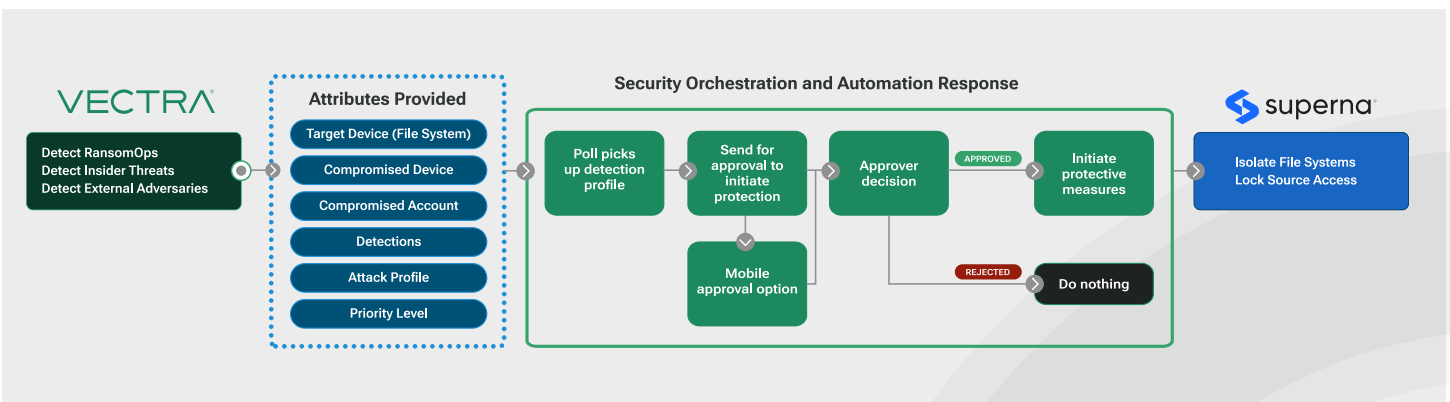 VECTRA
Detect RansomOps
Detect Insider Threats
Detect External Adversaries
Attributes Provided
Target Device (File System)
Compromised Device
Compromised Account
Detections
Attack Profile
Priority Level
Security Orchestration and Automation Response
Poll picks
up detection
profile
Send for
approval to
initiate
protection
Mobile
approval option
Approver
decision
APPROVED
Initiate
protective
measures
REJECTED
Do nothing
superna
Isolate File Systems
Lock Source Access